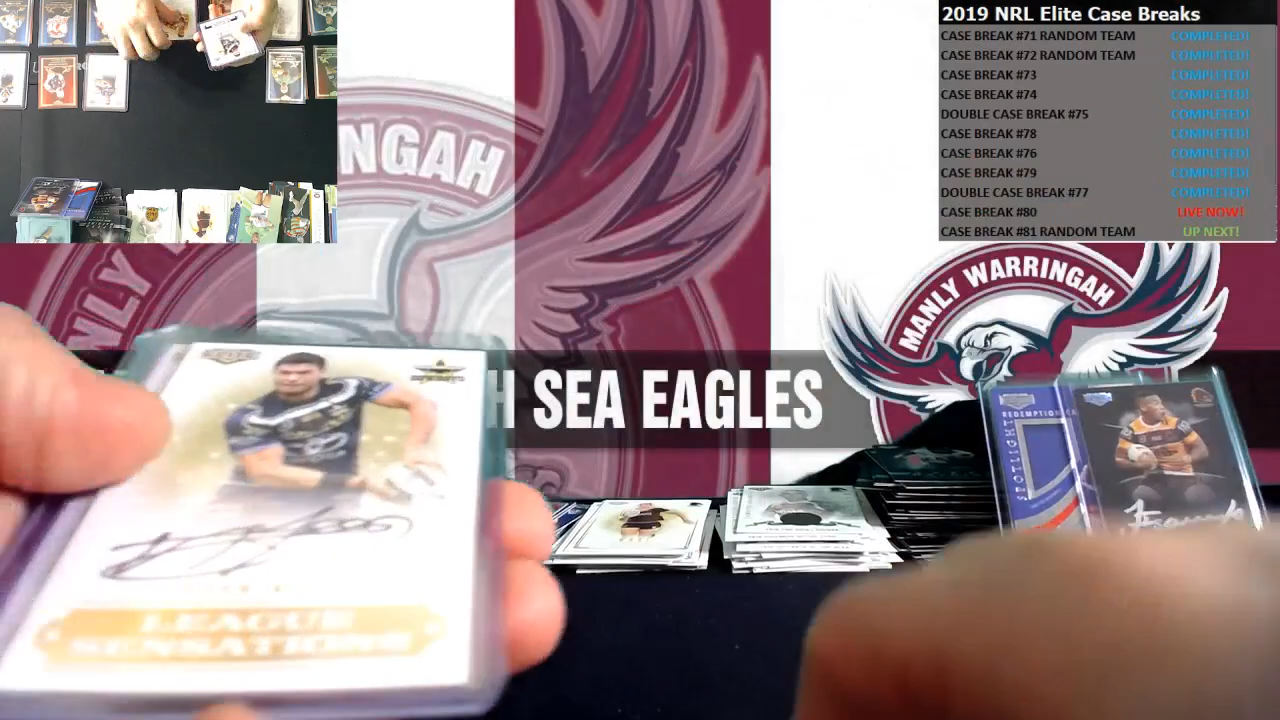 2019 NRL Elite Case Breaks
CASE BREAK #71 RANDOM TEAM COMPLETED!
CASE BREAK #72 RANDOM TEAM COMPLETED!
CASE BREAK #73 COMPLETED!
CASE BREAK #74 COMPLETED!
DOUBLE CASE BREAK #75 COMPLETED!
CASE BREAK #78 COMPLETED!
CASE BREAK #76 COMPLETED!
CASE BREAK #79 COMPLETED!
DOUBLE CASE BREAK #77 COMPLETED!
CASE BREAK #80 LIVE NOW!
CASE BREAK #81 RANDOM TEAM UP NEXT!
WARRINGAH
MANLY WARRINGAH
H SEA EAGLES
REDEMPTION
SPOTLIGHT
LEAGUE
SENSATIONS